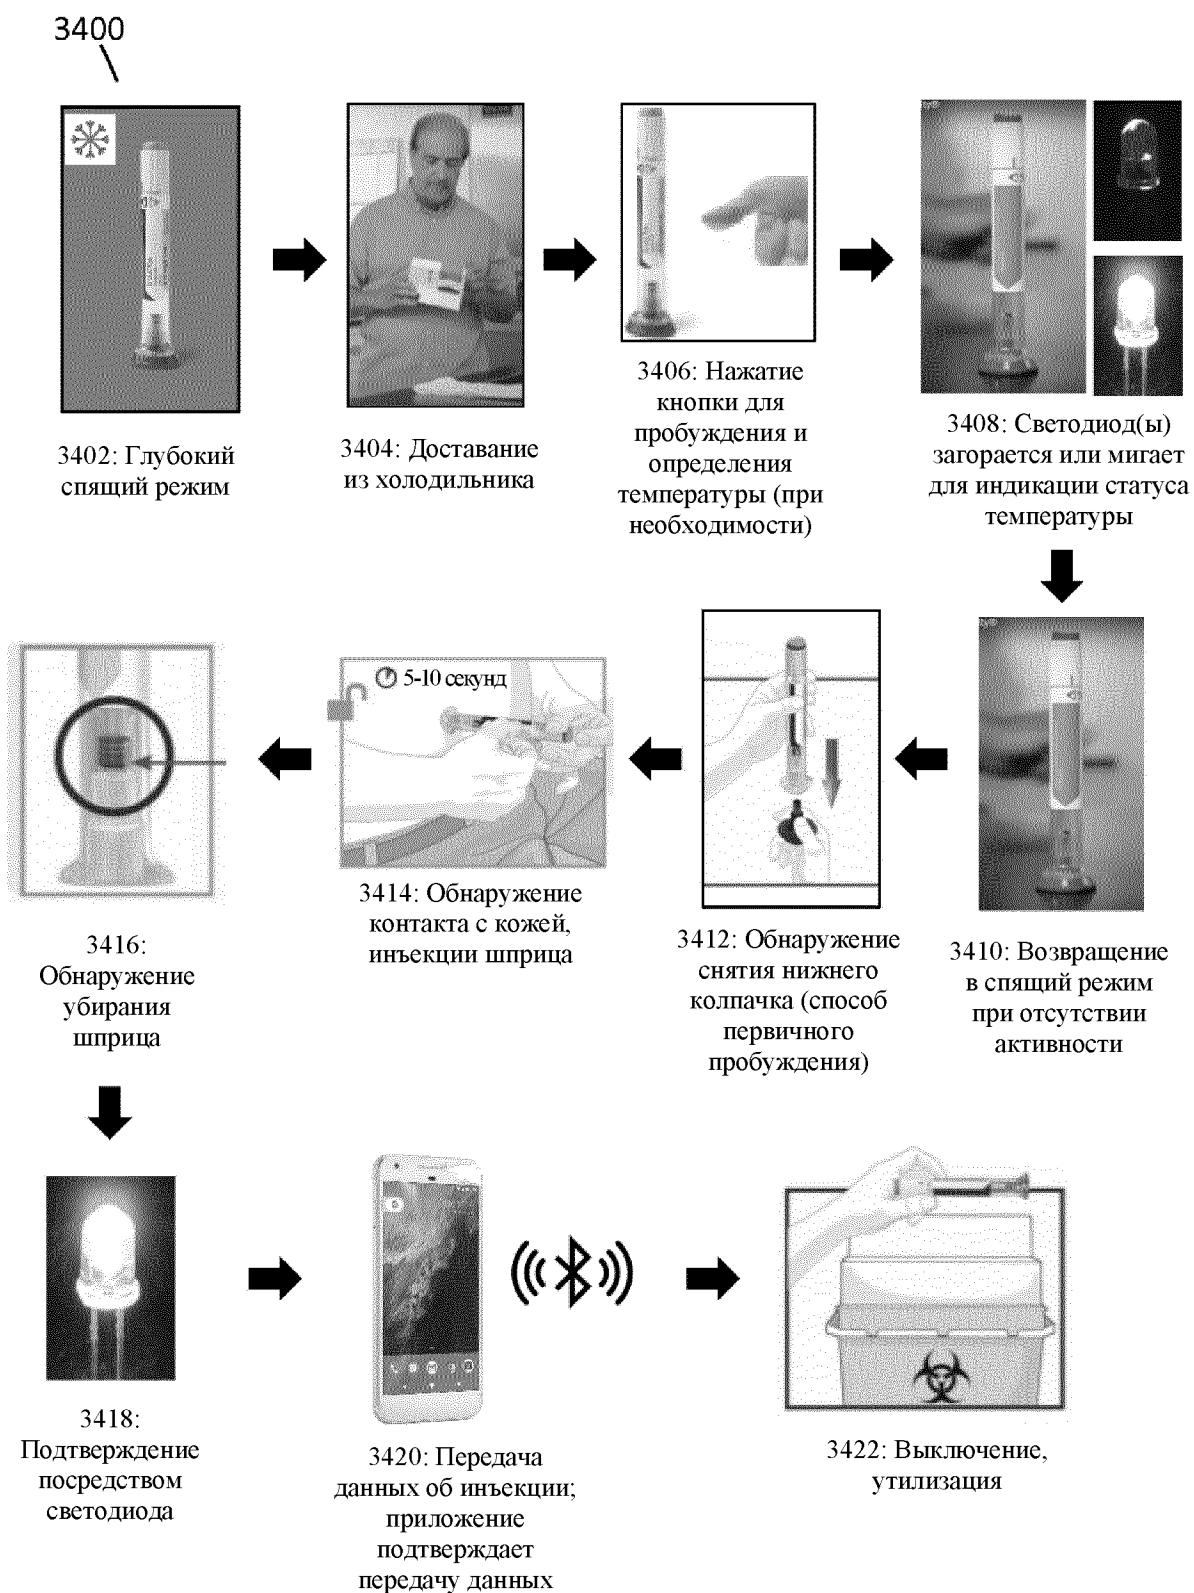 3400
3402: Глубокий
спящий режим
3404: Доставание
из холодильника
3406: Нажатие
кнопки для
пробуждения и
определения
температуры (при
необходимости)
3408: Светодиод(ы)
загорается или мигает
для индикации статуса
температуры
3410: Возвращение
в спящий режим
при отсутствии
активности
3412: Обнаружение
снятия нижнего
колпачка (способ
первичного
пробуждения)
5-10 секунд
3414: Обнаружение
контакта с кожей,
инъекции шприца
3416:
Обнаружение
убирания
шприца
3418:
Подтверждение
посредством
светодиода
3420: Передача
данных об инъекции;
приложение
подтверждает
передачу данных
3422: Выключение,
утилизация